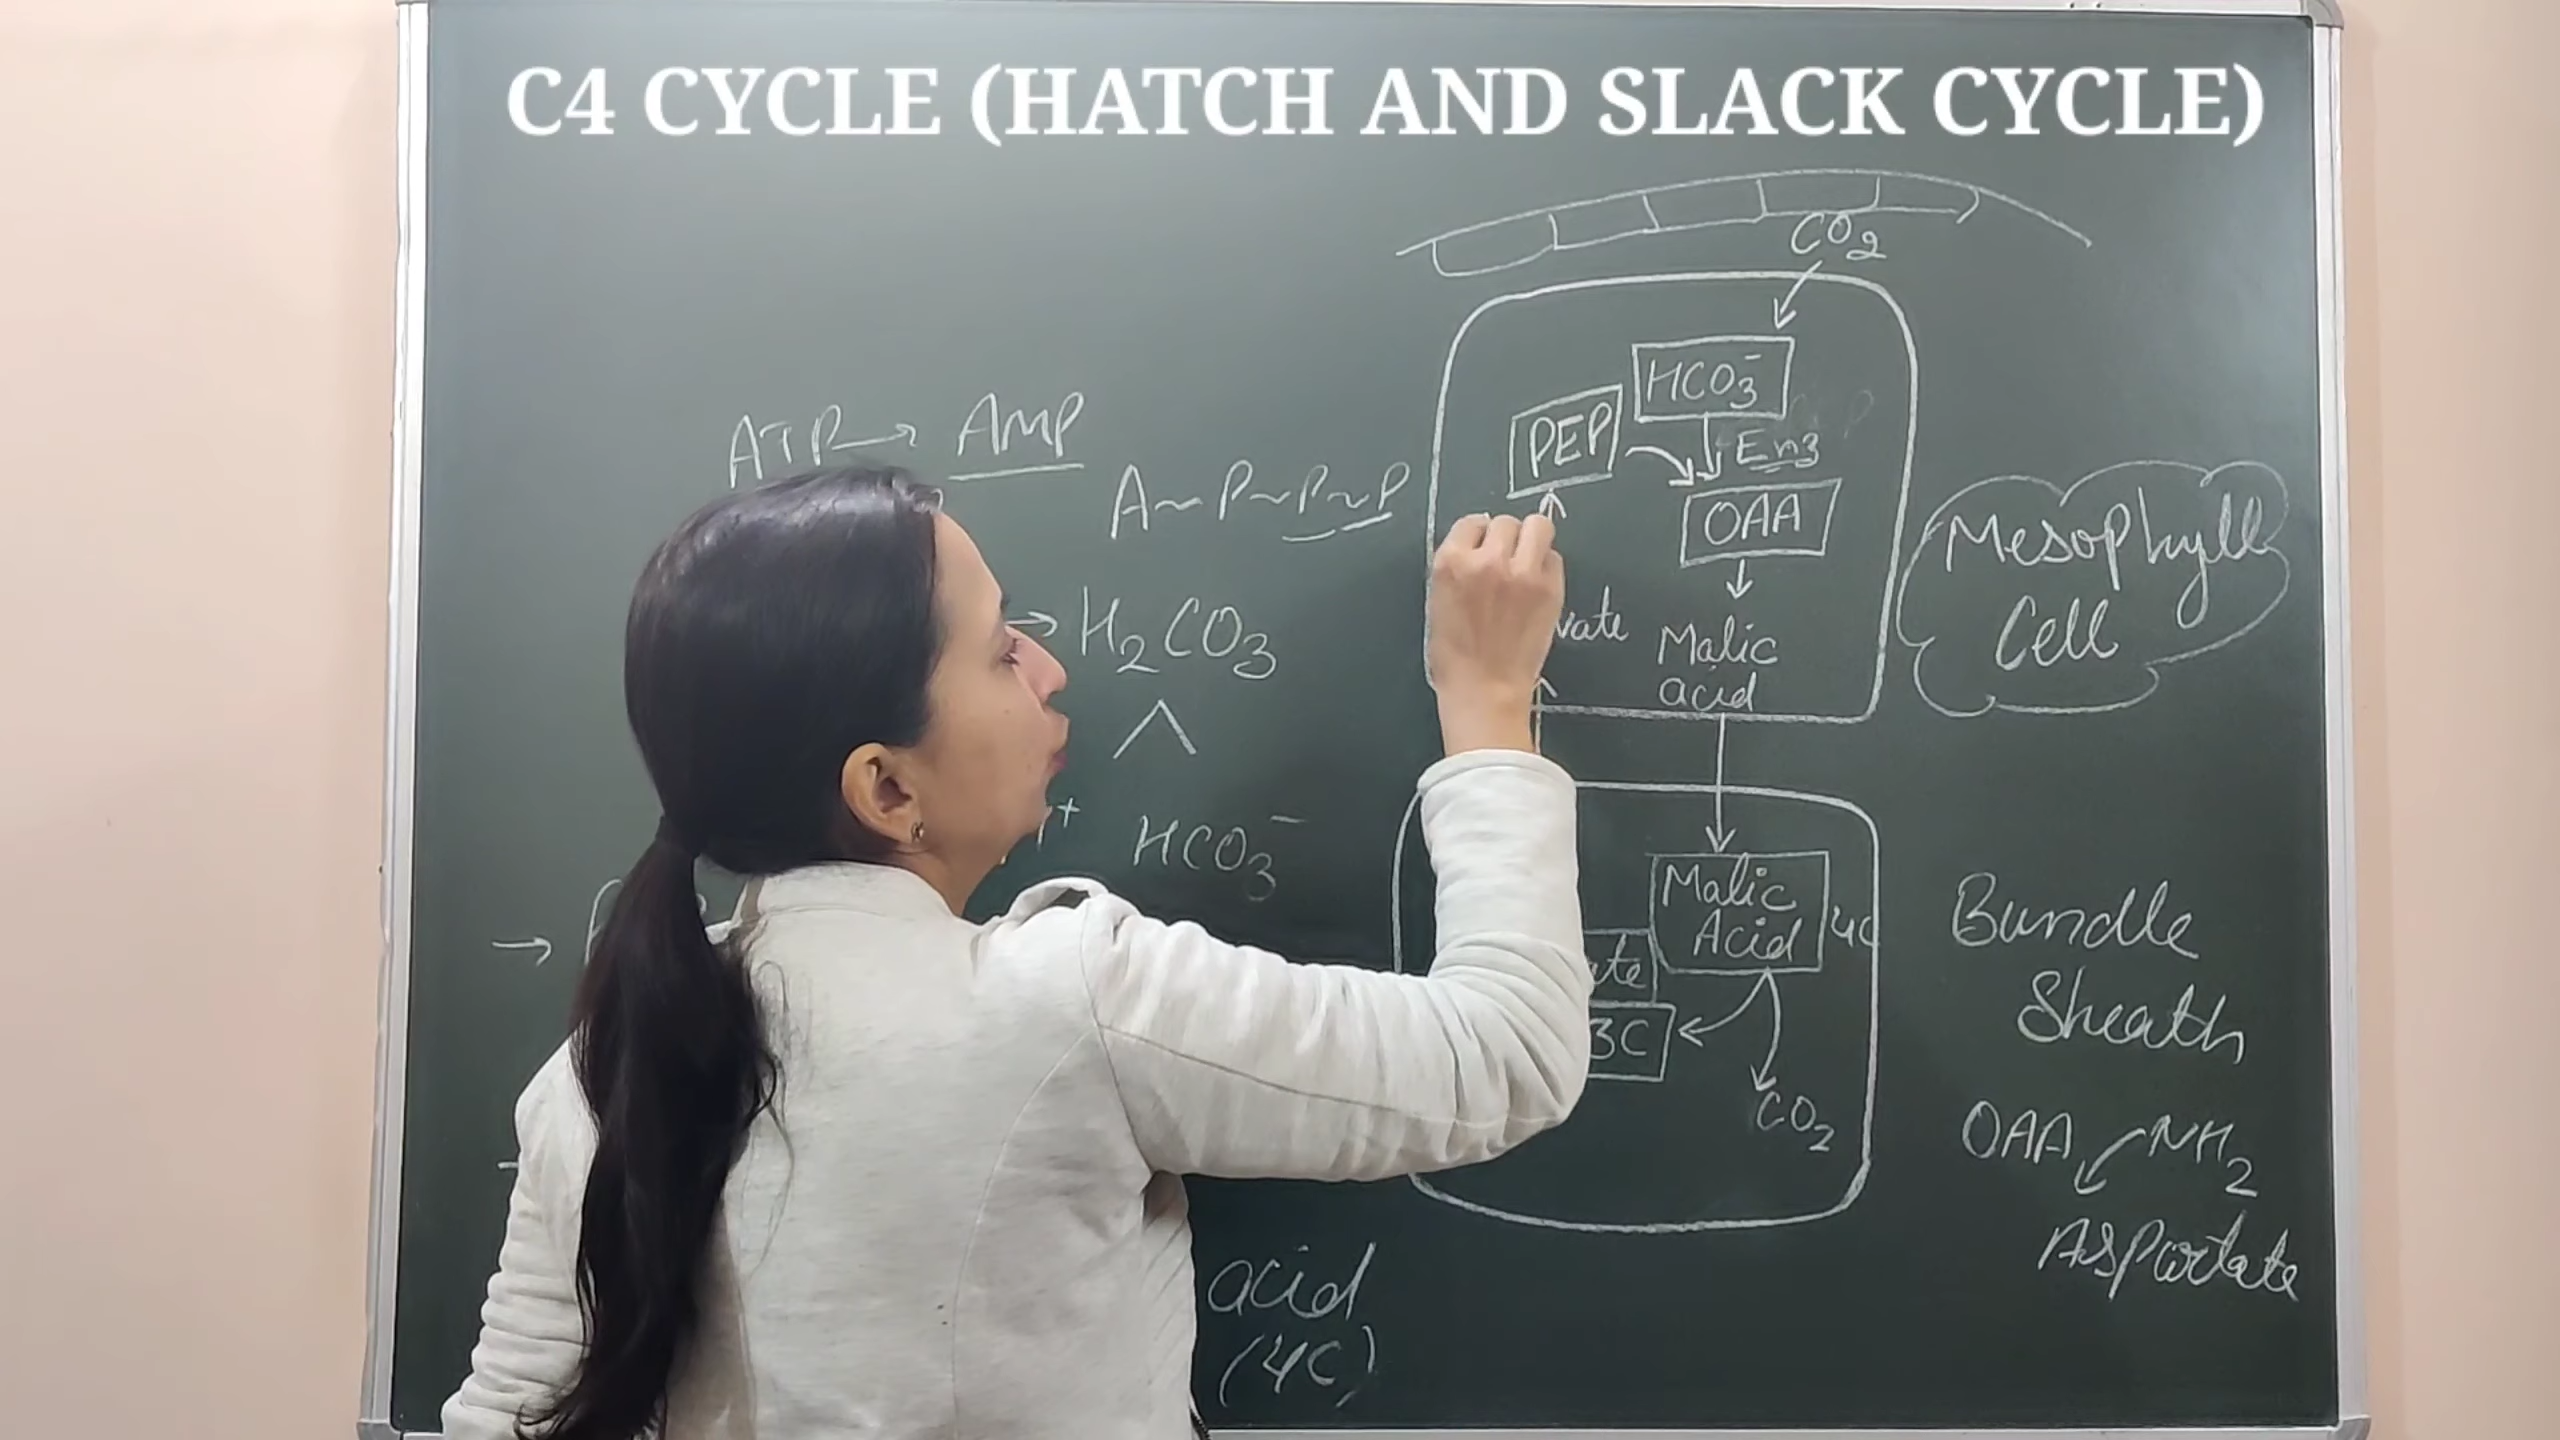 C4 CYCLE (HATCH AND SLACK CYCLE)
CO2
HCO3-
ATP → AMP
PEP
Enz
A~P~P~P
OAA
Mesophyll
Cell
→ H2CO3
Malic
acid
HCO3-
Malic
Acid 4C
Bundle
Sheath
3C
CO2
OAA NH2
Aspartate
acid
(4C)